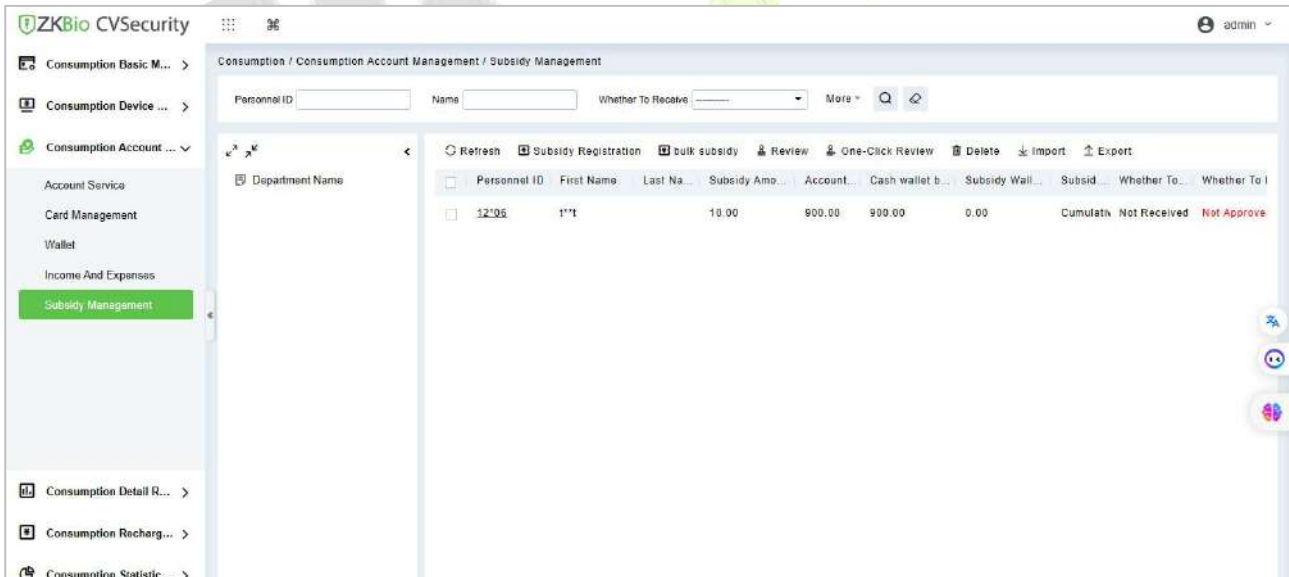 ZKBio CVSecurity
admin
Consumption Basic M...
Consumption / Consumption Account Management / Subsidy Management
Consumption Device ...
Personnel ID Name Whether To Receive ---------- More
Consumption Account ...
Refresh Subsidy Registration bulk subsidy Review One-Click Review Delete Import Export
Account Service
Department Name
Personnel ID First Name Last Na... Subsidy Amo... Account... Cash wallet b... Subsidy Wall... Subsid... Whether To... Whether To
Card Management
12*06 t**t 10.00 900.00 900.00 0.00 Cumulativ Not Received Not Approve
Wallet
Income And Expenses
Subsidy Management
Consumption Detail R...
Consumption Recharg...
Consumption Statistic...